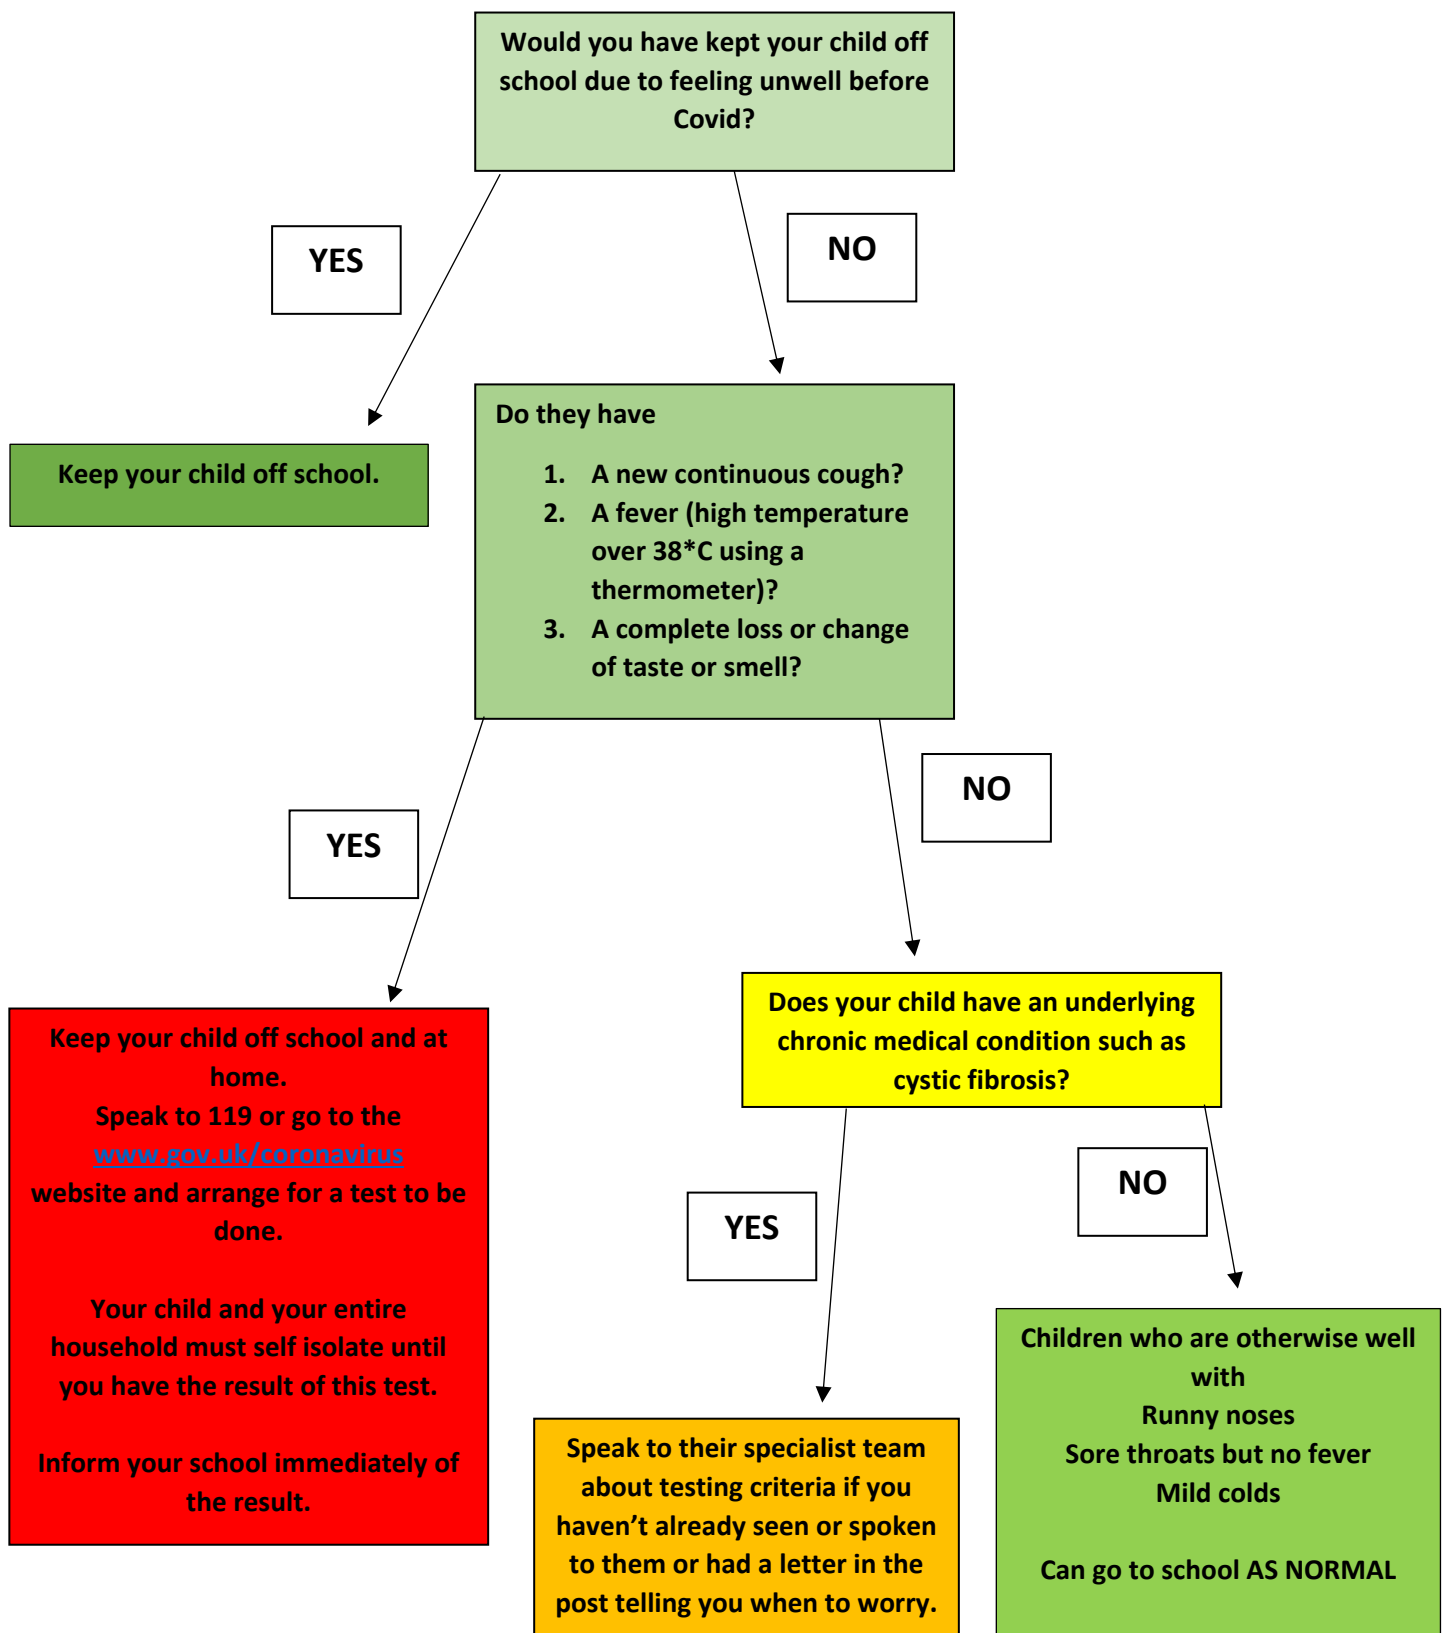 Would you have kept your child off
school due to feeling unwell before
Covid?
YES
NO
Keep your child off school.
Do they have
1. A new continuous cough?
2. A fever (high temperature
over 38*C using a
thermometer)?
3. A complete loss or change
of taste or smell?
YES
NO
Keep your child off school and at
home.
Speak to 119 or go to the
www.gov.uk/coronavirus
website and arrange for a test to be
done.
Your child and your entire
household must self isolate until
you have the result of this test.
Inform your school immediately of
the result.
Does your child have an underlying
chronic medical condition such as
cystic fibrosis?
YES
NO
Speak to their specialist team
about testing criteria if you
haven’t already seen or spoken
to them or had a letter in the
post telling you when to worry.
Children who are otherwise well
with
Runny noses
Sore throats but no fever
Mild colds
Can go to school AS NORMAL